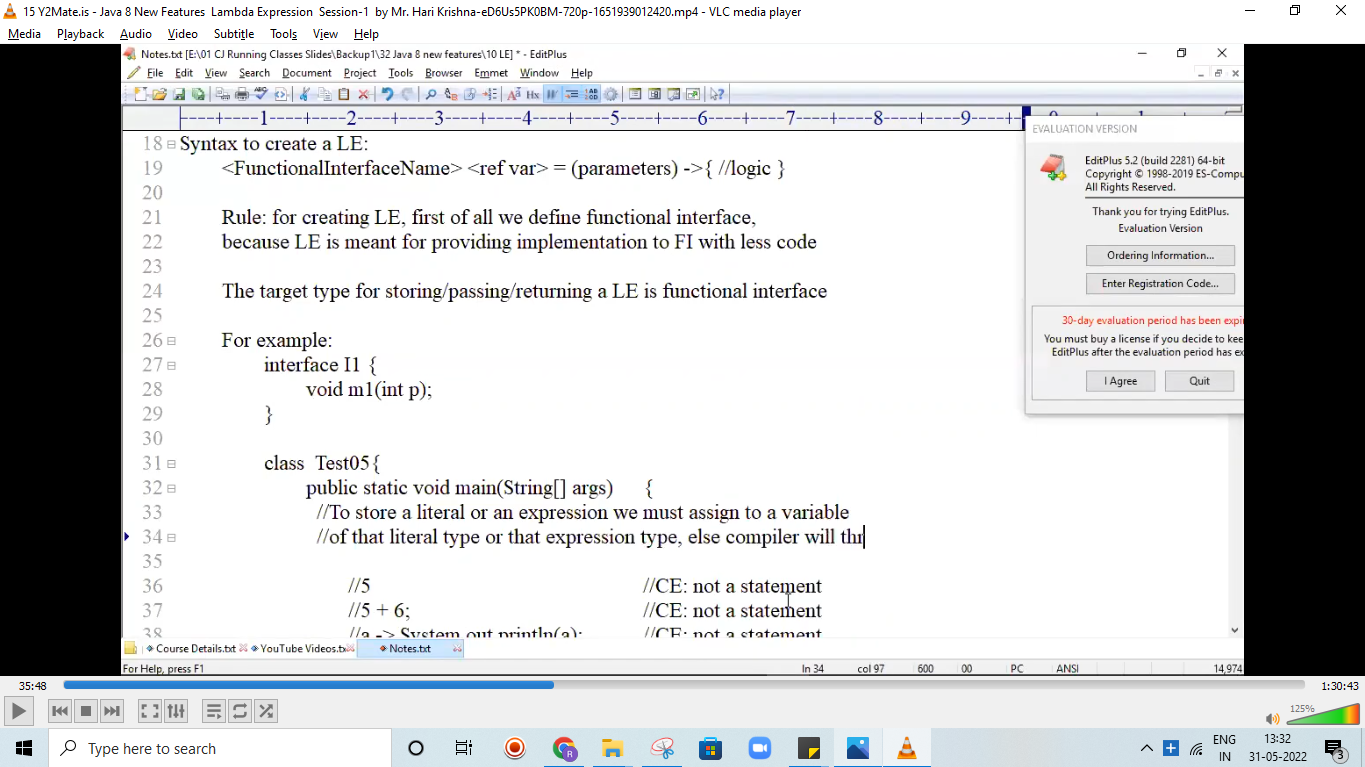 15 Y2Mate.is - Java 8 New Features Lambda Expression Session-1 by Mr. Hari Krishna-eD6Us5PK0BM-720p-1651939012420.mp4 - VLC media player
Media Playback Audio Video Subtitle Tools View Help
Notes.txt [E:\01 CJ Running Classes Slides\Backup1\32 Java 8 new features\10 LE] * - EditPlus
File Edit View Search Document Project Tools Browser Emmet Window Help
----+----1----+----2----+----3----+----4----+----5----+----6----+----7----+----8----+----9----+
EVALUATION VERSION
EditPlus 5.2 (build 2281) 64-bit
Copyright © 1998-2019 ES-Compu
All Rights Reserved.
Thank you for trying EditPlus.
Evaluation Version
Ordering Information...
Enter Registration Code...
30-day evaluation period has been expi
You must buy a license if you decide to kee
EditPlus after the evaluation period has ex
I Agree Quit
18 Syntax to create a LE:
19 <FunctionalInterfaceName> <ref var> = (parameters) ->{ //logic }
20
21 Rule: for creating LE, first of all we define functional interface,
22 because LE is meant for providing implementation to FI with less code
23
24 The target type for storing/passing/returning a LE is functional interface
25
26 For example:
27 interface I1 {
28 void m1(int p);
29 }
30
31 class Test05{
32 public static void main(String[] args) {
33 //To store a literal or an expression we must assign to a variable
34 //of that literal type or that expression type, else compiler will thr
35
36 //5 //CE: not a statement
37 //5 + 6; //CE: not a statement
38 //a -> System.out.println(a); //CE: not a statement
Course Details.txt YouTube Videos.tx Notes.txt
For Help, press F1 ln 34 col 97 600 00 PC ANSI 14,974
35:48 1:30:43
125%
Type here to search
ENG
IN
13:32
31-05-2022
3